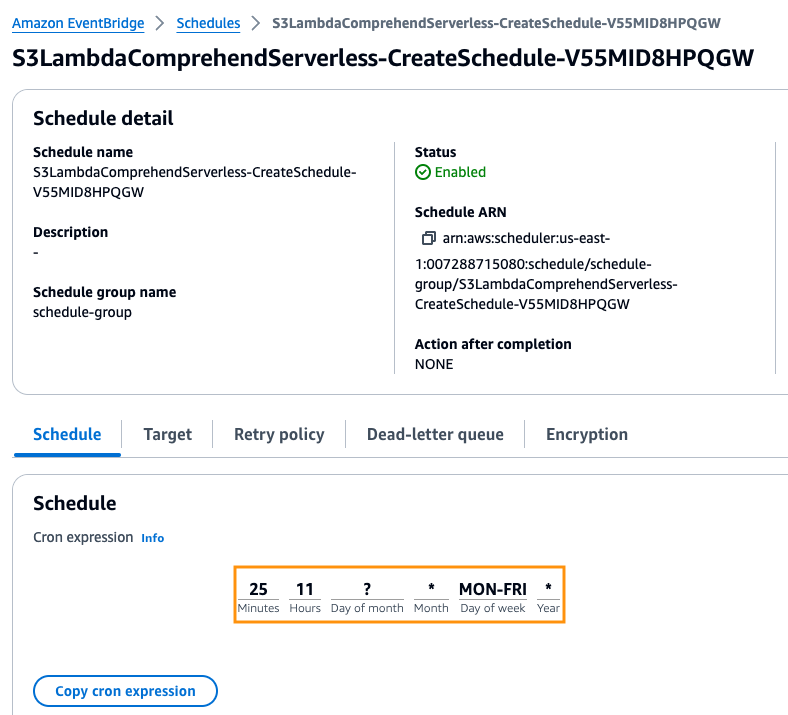 Amazon EventBridge > Schedules > S3LambdaComprehendServerless-CreateSchedule-V55MID8HPQGW
S3LambdaComprehendServerless-CreateSchedule-V55MID8HPQGW
Schedule detail
Schedule name
S3LambdaComprehendServerless-CreateSchedule-
V55MID8HPQGW
Description
-
Schedule group name
schedule-group
Status
Enabled
Schedule ARN
arn:aws:scheduler:us-east-
1:007288715080:schedule/schedule-
group/S3LambdaComprehendServerless-
CreateSchedule-V55MID8HPQGW
Action after completion
NONE
Schedule Target Retry policy Dead-letter queue Encryption
Schedule
Cron expression Info
25 11 ? * MON-FRI *
Minutes Hours Day of month Month Day of week Year
Copy cron expression